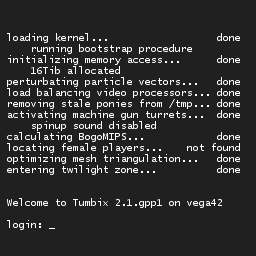 loading kernel... done
running bootstrap procedure
initializing memory access... done
16Tib allocated
perturbating particle vectors... done
load balancing video processors... done
removing stale ponies from /tmp... done
activating machine gun turrets... done
spinup sound disabled
calculating BogoMIPS... done
locating female players... not found
optimizing mesh triangulation... done
entering twilight zone... done
Welcome to Tumbix 2.1.gpp1 on vega42
login: _